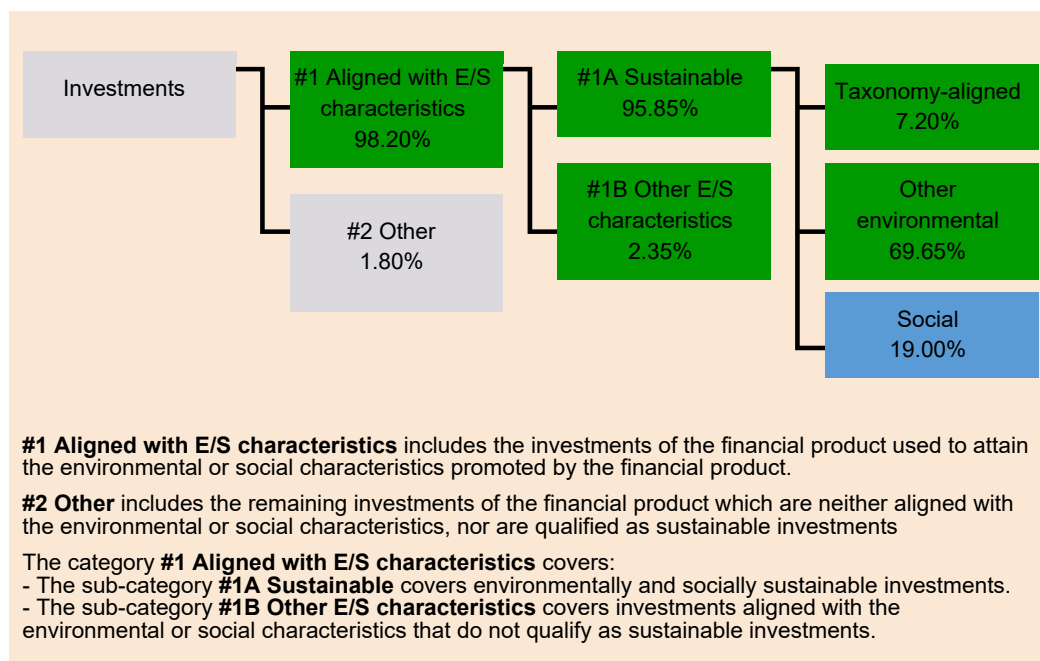 Investments
#1 Aligned with E/S
characteristics
98.20%
#2 Other
1.80%
#1A Sustainable
95.85%
#1B Other E/S
characteristics
2.35%
Taxonomy-aligned
7.20%
Other
environmental
69.65%
Social
19.00%
#1 Aligned with E/S characteristics includes the investments of the financial product used to attain
the environmental or social characteristics promoted by the financial product.
#2 Other includes the remaining investments of the financial product which are neither aligned with
the environmental or social characteristics, nor are qualified as sustainable investments
The category #1 Aligned with E/S characteristics covers:
- The sub-category #1A Sustainable covers environmentally and socially sustainable investments.
- The sub-category #1B Other E/S characteristics covers investments aligned with the
environmental or social characteristics that do not qualify as sustainable investments.